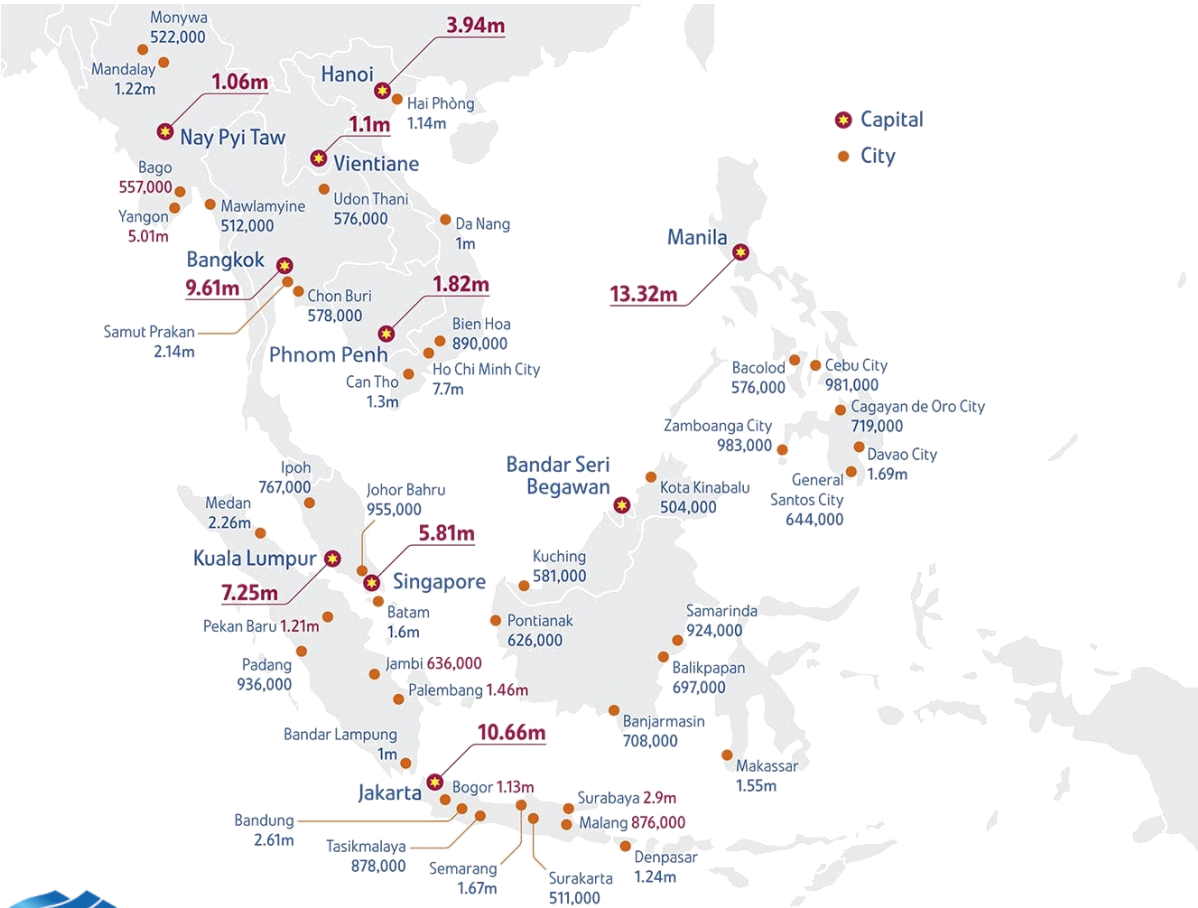 Monywa
522,000
Mandalay
1.22m
1.06m
Nay Pyi Taw
3.94m
Hanoi
Hai Phòng
1.14m
1.1m
Vientiane
Capital
City
Bago
557,000
Yangon
5.01m
Mawlamyine
512,000
Udon Thani
576,000
Da Nang
1m
Manila
13.32m
Bangkok
9.61m
Chon Buri
578,000
Samut Prakan
2.14m
1.82m
Phnom Penh
Bien Hoa
890,000
Ho Chi Minh City
7.7m
Can Tho
1.3m
Bacolod
576,000
Cebu City
981,000
Cagayan de Oro City
719,000
Zamboanga City
983,000
Davao City
1.69m
General
Santos City
644,000
Bandar Seri
Begawan
Kota Kinabalu
504,000
Ipoh
767,000
Johor Bahru
955,000
Medan
2.26m
Kuala Lumpur
7.25m
5.81m
Singapore
Kuching
581,000
Batam
1.6m
Pekan Baru 1.21m
Pontianak
626,000
Samarinda
924,000
Padang
936,000
Jambi 636,000
Palembang 1.46m
Balikpapan
697,000
Bandar Lampung
1m
Banjarmasin
708,000
Makassar
1.55m
10.66m
Jakarta
Bogor 1.13m
Bandung
2.61m
Tasikmalaya
878,000
Semarang
1.67m
Surakarta
511,000
Surabaya 2.9m
Malang 876,000
Denpasar
1.24m